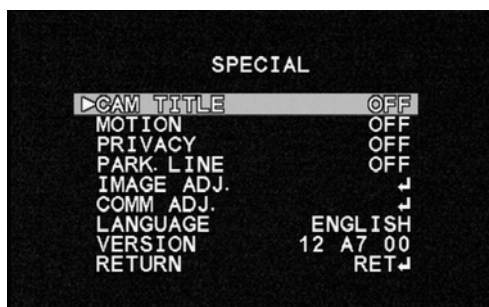 SPECIAL
▷CAM TITLE OFF
MOTION OFF
PRIVACY OFF
PARK. LINE OFF
IMAGE ADJ. ↵
COMM ADJ. ↵
LANGUAGE ENGLISH
VERSION 12 A7 00
RETURN RET↵